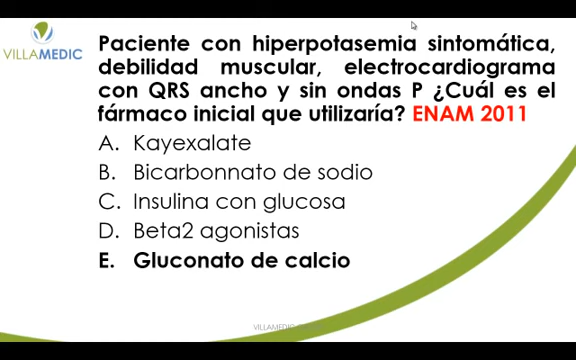 VILLAMEDIC
Paciente con hiperpotasemia sintomática,
debilidad muscular, electrocardiograma
con QRS ancho y sin ondas P ¿Cuál es el
fármaco inicial que utilizaría? ENAM 2011
A. Kayexalate
B. Bicarbonnato de sodio
C. Insulina con glucosa
D. Beta2 agonistas
E. Gluconato de calcio
VILLAMEDIC